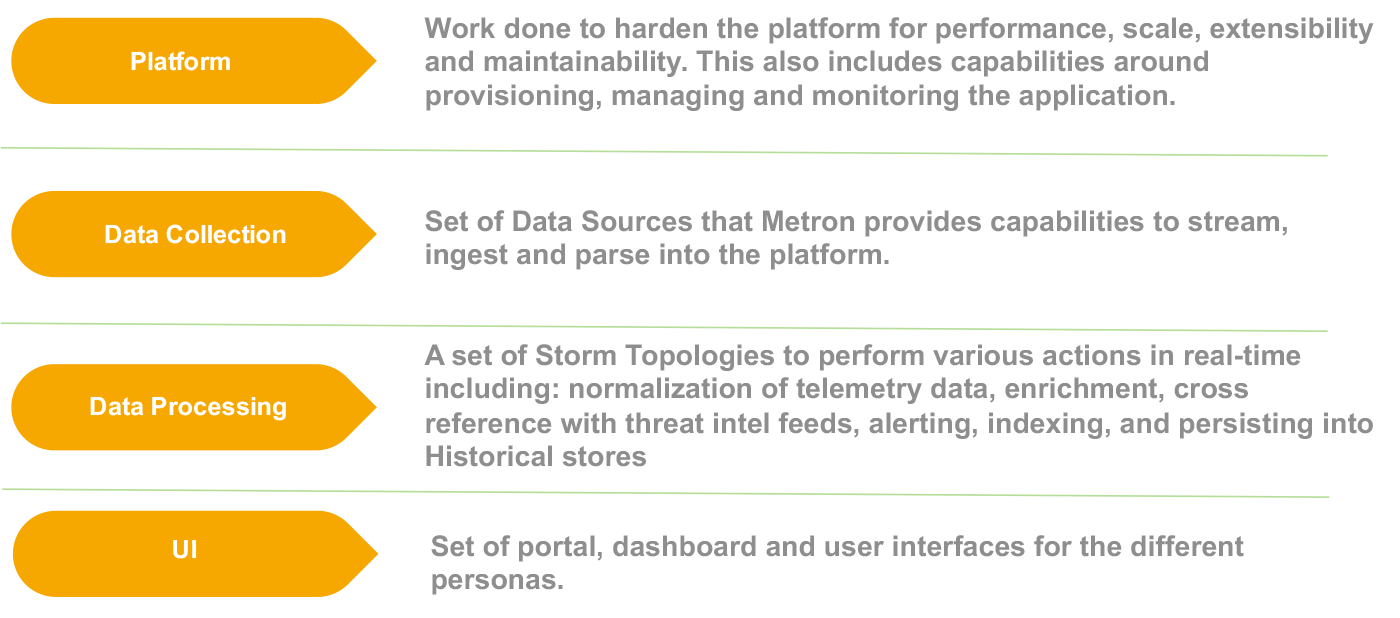 Platform
Work done to harden the platform for performance, scale, extensibility
and maintainability. This also includes capabilities around
provisioning, managing and monitoring the application.
Data Collection
Set of Data Sources that Metron provides capabilities to stream,
ingest and parse into the platform.
Data Processing
A set of Storm Topologies to perform various actions in real-time
including: normalization of telemetry data, enrichment, cross
reference with threat intel feeds, alerting, indexing, and persisting into
Historical stores
UI
Set of portal, dashboard and user interfaces for the different
personas.